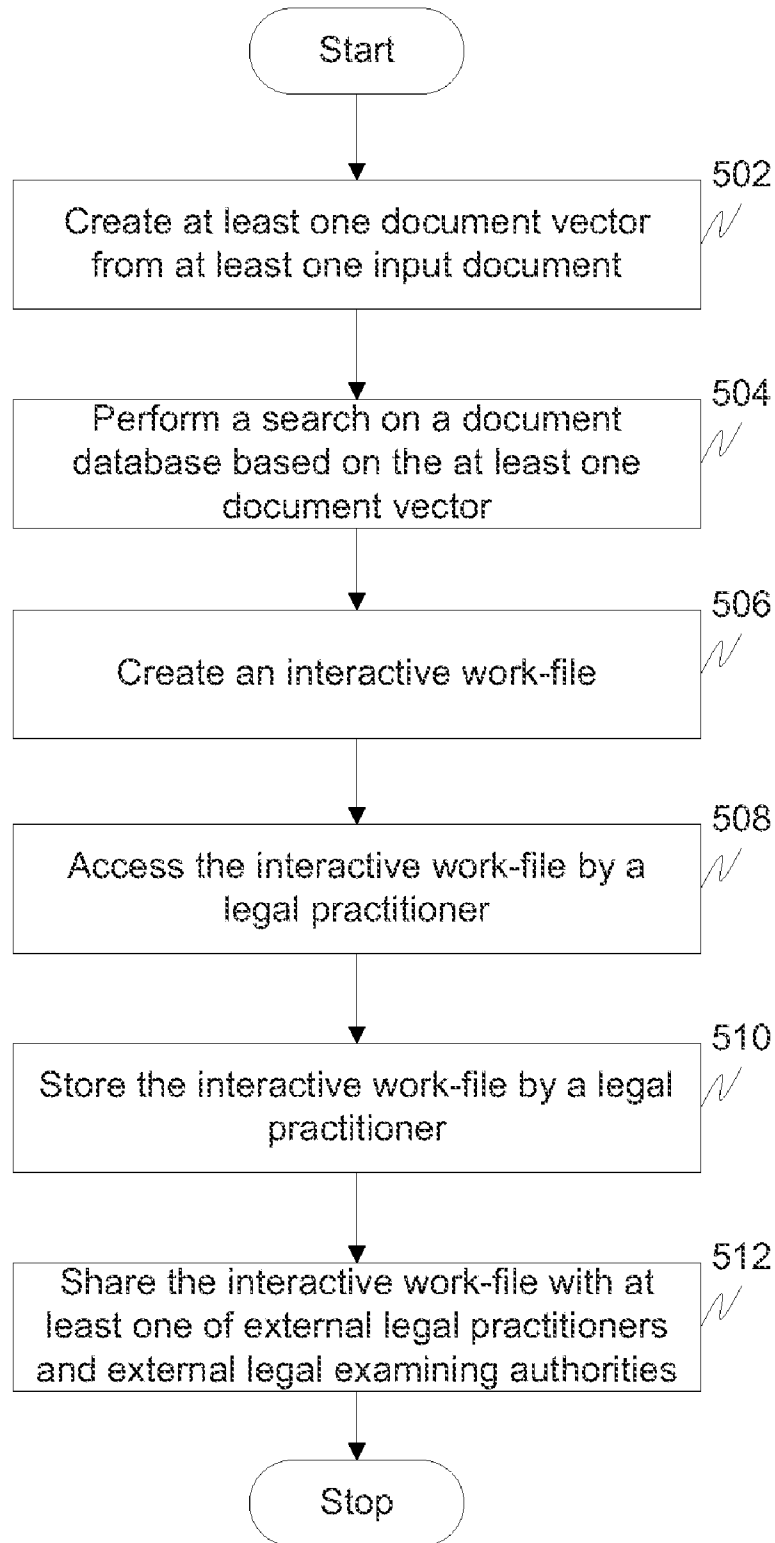 Start
502
Create at least one document vector
from at least one input document
504
Perform a search on a document
database based on the at least one
document vector
506
Create an interactive work-file
508
Access the interactive work-file by a
legal practitioner
510
Store the interactive work-file by a legal
practitioner
512
Share the interactive work-file with at
least one of external legal practitioners
and external legal examining authorities
Stop